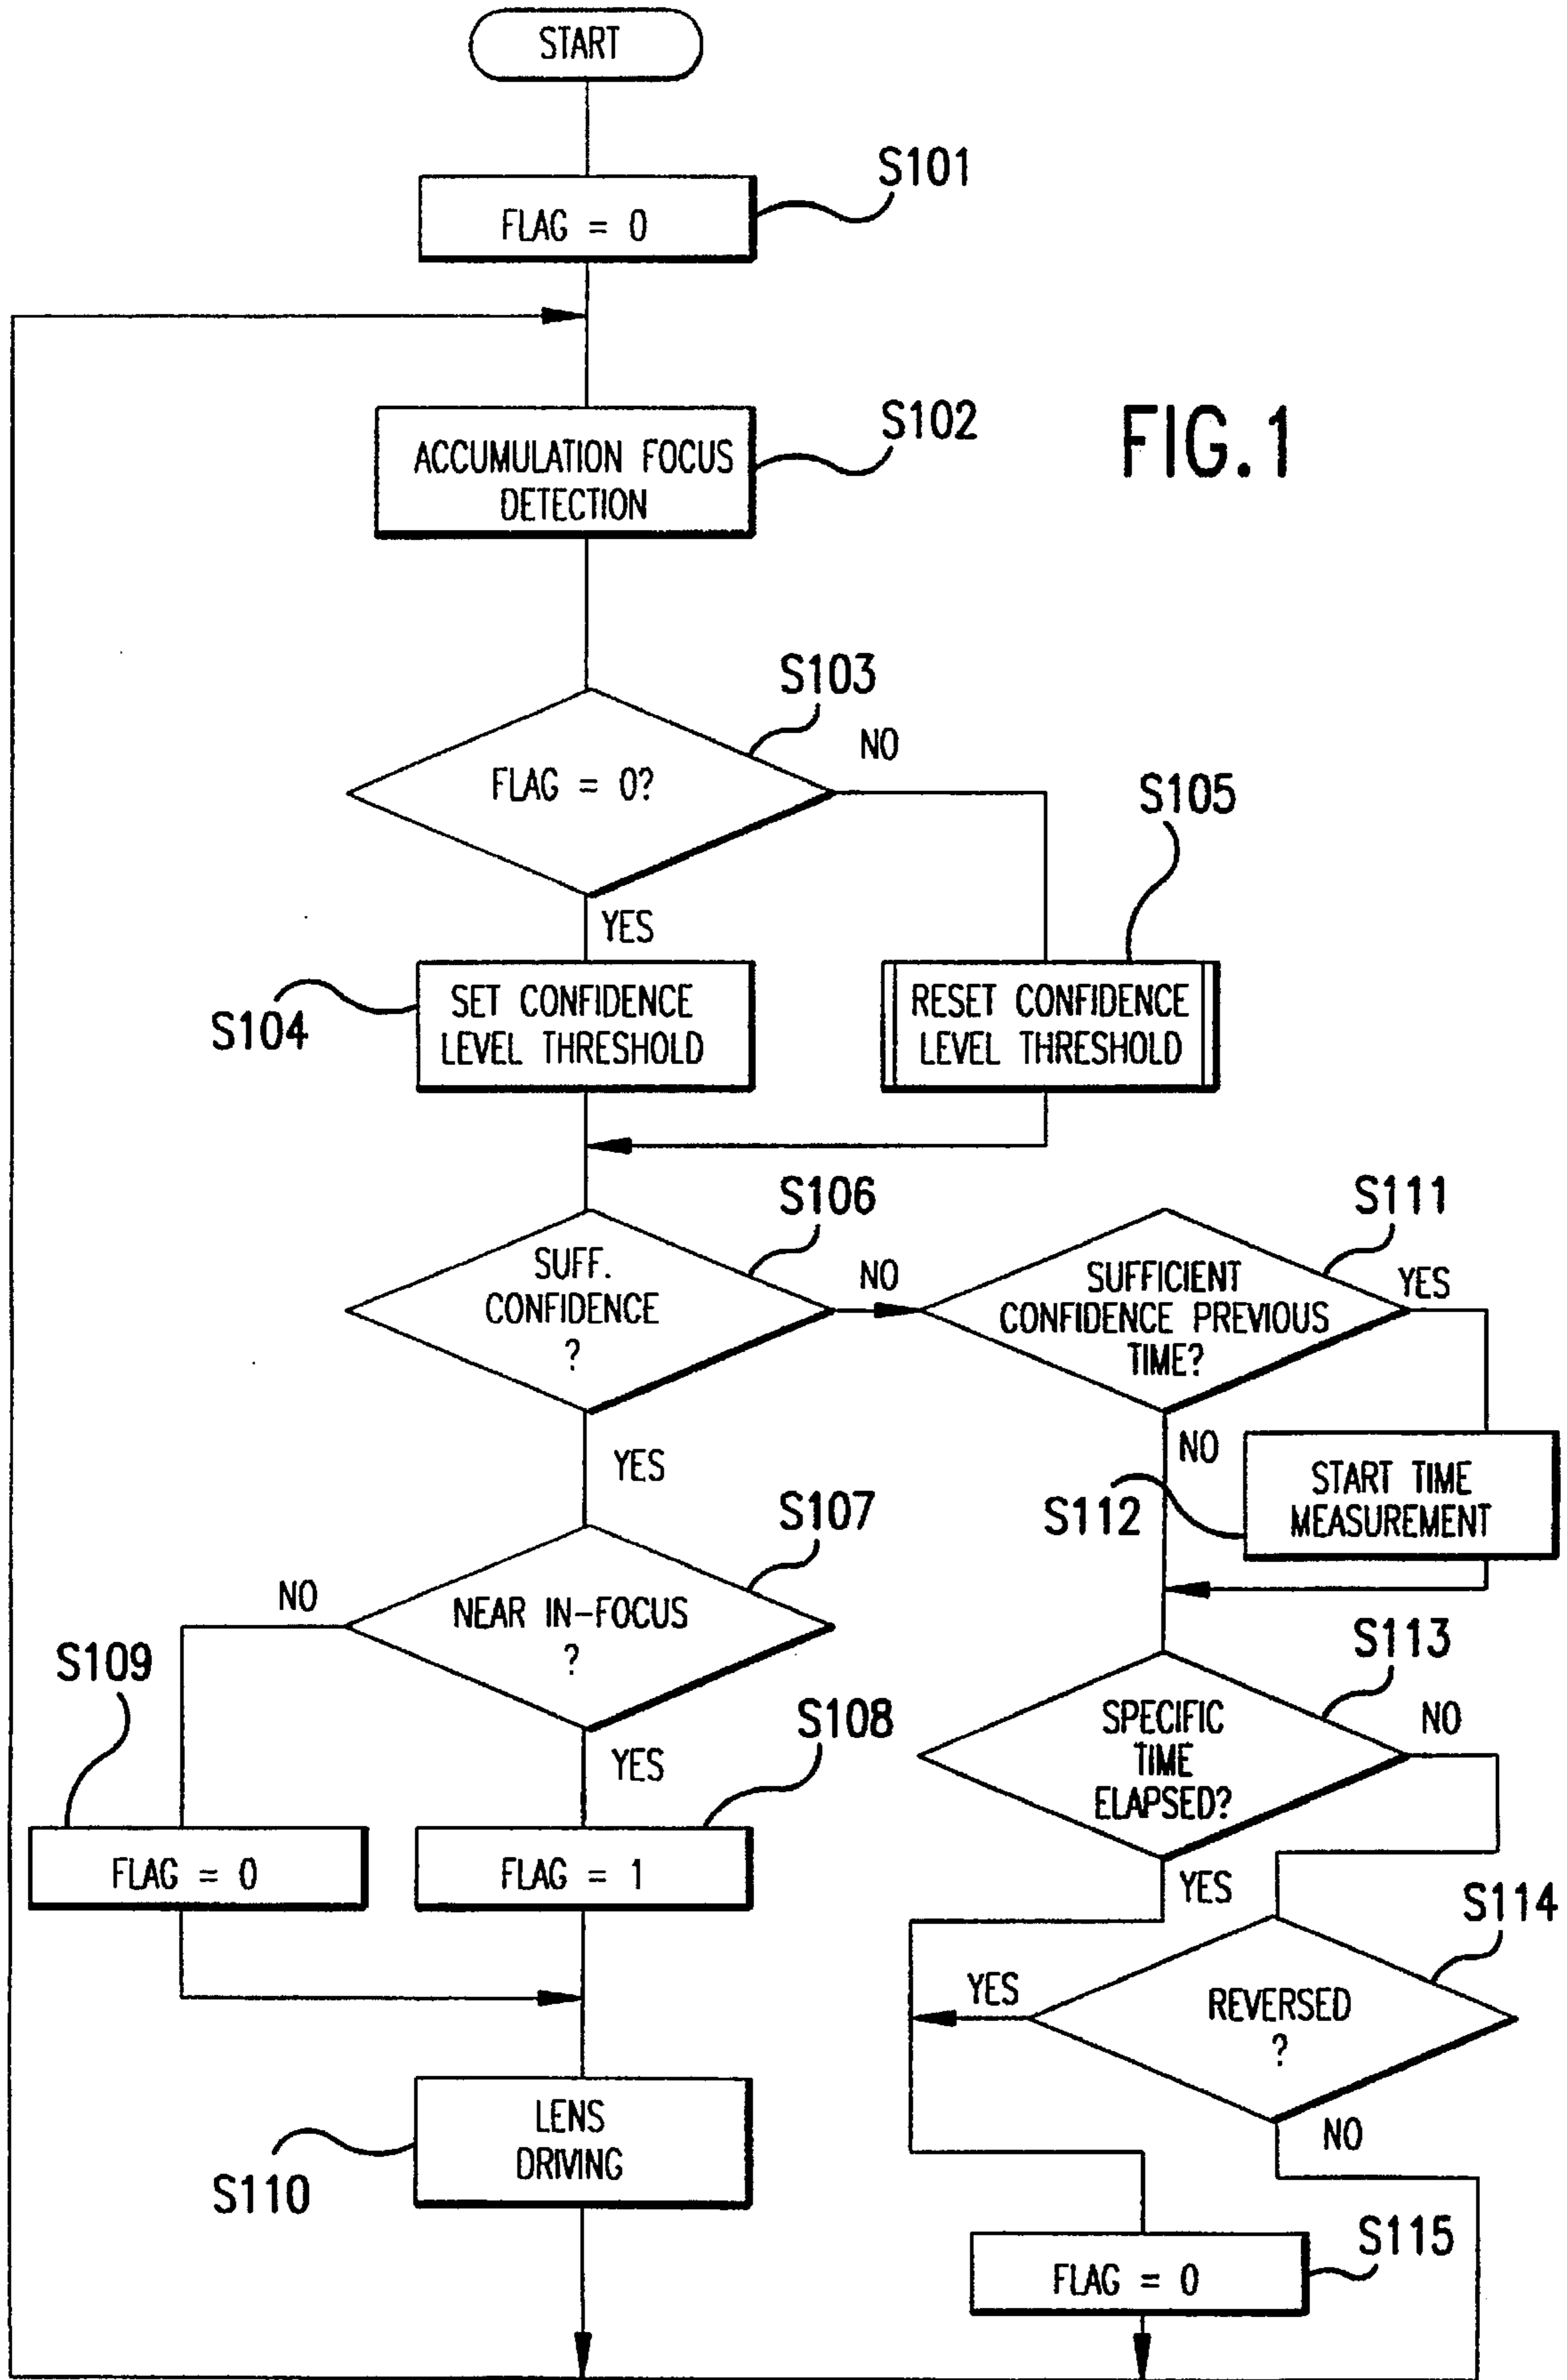 START
S101
FLAG = 0
S102
FIG.1
ACCUMULATION FOCUS
DETECTION
S103
NO
FLAG = 0?
S105
YES
SET CONFIDENCE
LEVEL THRESHOLD
S104
RESET CONFIDENCE
LEVEL THRESHOLD
S106
S111
SUFF.
CONFIDENCE
?
NO
SUFFICIENT
CONFIDENCE PREVIOUS
TIME?
YES
YES
NO
START TIME
MEASUREMENT
S112
S107
NO
NEAR IN-FOCUS
?
S113
S109
SPECIFIC
TIME
ELAPSED?
NO
S108
YES
FLAG = 0
FLAG = 1
YES
S114
YES
REVERSED
?
LENS
DRIVING
NO
S110
S115
FLAG = 0